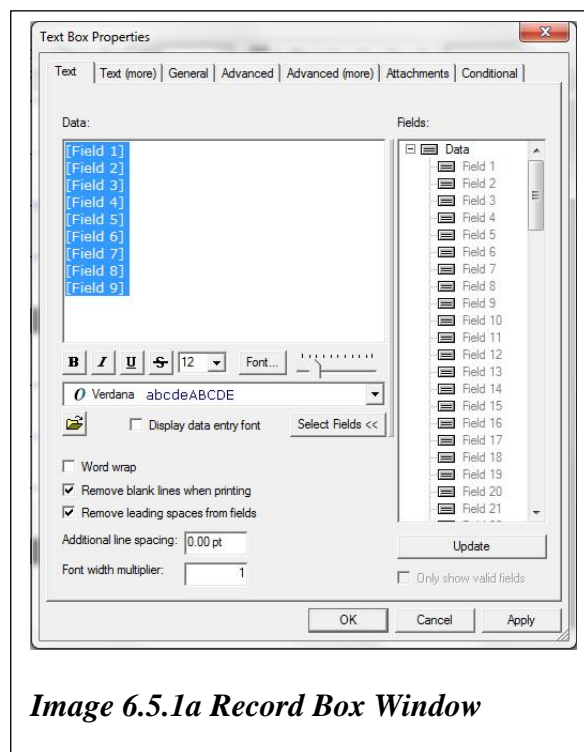 Text Box Properties
Text Text (more) General Advanced Advanced (more) Attachments Conditional
Data:
[Field 1]
[Field 2]
[Field 3]
[Field 4]
[Field 5]
[Field 6]
[Field 7]
[Field 8]
[Field 9]
B I U S 12 Font...
O Verdana abcdeABCDE
Display data entry font Select Fields <<
Word wrap
Remove blank lines when printing
Remove leading spaces from fields
Additional line spacing: 0.00 pt
Font width multiplier: 1
Fields:
Data
Field 1
Field 2
Field 3
Field 4
Field 5
Field 6
Field 7
Field 8
Field 9
Field 10
Field 11
Field 12
Field 13
Field 14
Field 15
Field 16
Field 17
Field 18
Field 19
Field 20
Field 21
Update
Only show valid fields
OK Cancel Apply
Image 6.5.1a Record Box Window